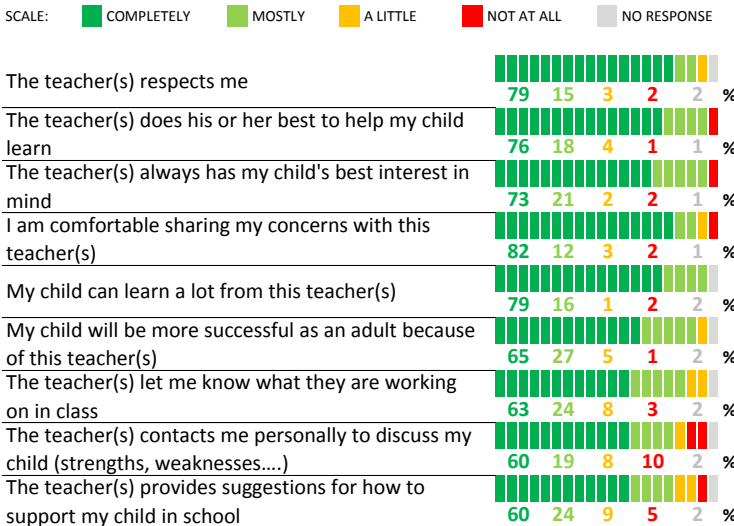 SCALE: COMPLETELY MOSTLY A LITTLE NOT AT ALL NO RESPONSE
The teacher(s) respects me
79 15 3 2 2 %
The teacher(s) does his or her best to help my child
learn
76 18 4 1 1 %
The teacher(s) always has my child's best interest in
mind
73 21 2 2 1 %
I am comfortable sharing my concerns with this
teacher(s)
82 12 3 2 1 %
My child can learn a lot from this teacher(s)
79 16 1 2 2 %
My child will be more successful as an adult because
of this teacher(s)
65 27 5 1 2 %
The teacher(s) let me know what they are working
on in class
63 24 8 3 2 %
The teacher(s) contacts me personally to discuss my
child (strengths, weaknesses....)
60 19 8 10 2 %
The teacher(s) provides suggestions for how to
support my child in school
60 24 9 5 2 %